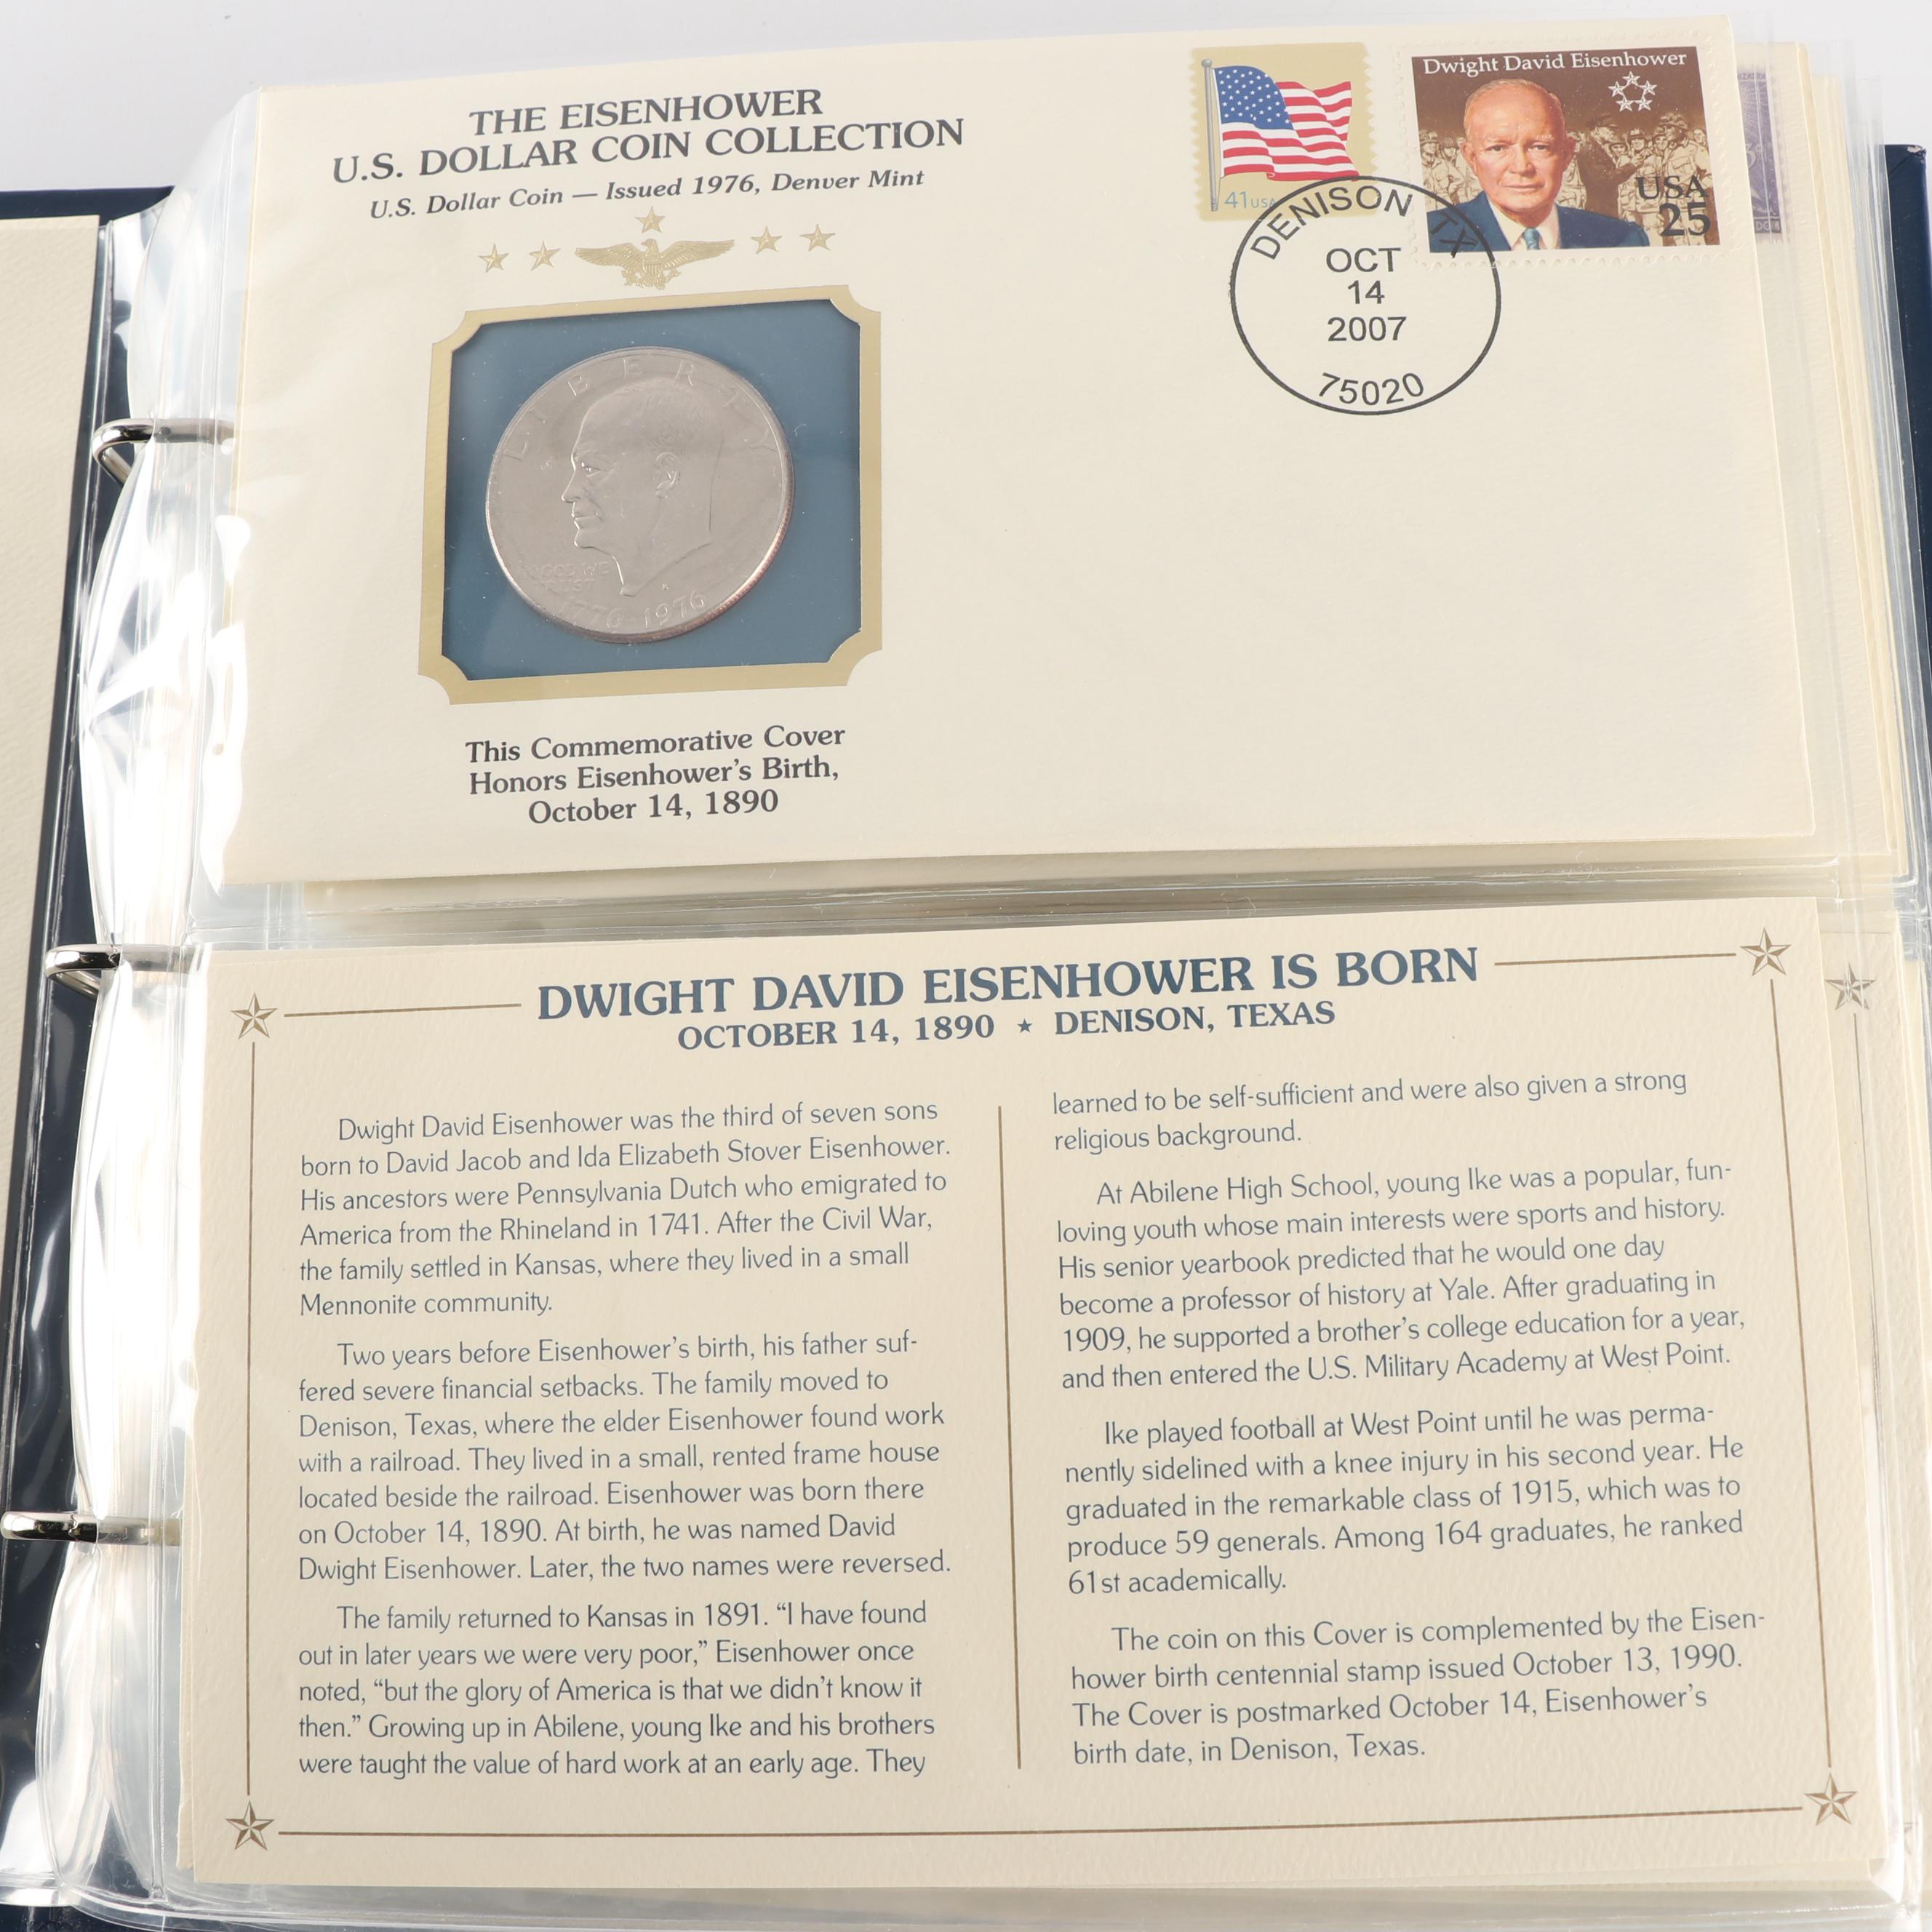 THE EISENHOWER
U.S. DOLLAR COIN COLLECTION
U.S. Dollar Coin — Issued 1976, Denver Mint
41USA
Dwight David Eisenhower
USA
25
DENISON TX
OCT
14
2007
75020
LIBERTY
1776-1976
This Commemorative Cover
Honors Eisenhower's Birth,
October 14, 1890
DWIGHT DAVID EISENHOWER IS BORN
OCTOBER 14, 1890 ★ DENISON, TEXAS
Dwight David Eisenhower was the third of seven sons
born to David Jacob and Ida Elizabeth Stover Eisenhower.
His ancestors were Pennsylvania Dutch who emigrated to
America from the Rhineland in 1741. After the Civil War,
the family settled in Kansas, where they lived in a small
Mennonite community.
Two years before Eisenhower's birth, his father suf-
fered severe financial setbacks. The family moved to
Denison, Texas, where the elder Eisenhower found work
with a railroad. They lived in a small, rented frame house
located beside the railroad. Eisenhower was born there
on October 14, 1890. At birth, he was named David
Dwight Eisenhower. Later, the two names were reversed.
The family returned to Kansas in 1891. “I have found
out in later years we were very poor,” Eisenhower once
noted, “but the glory of America is that we didn't know it
then.” Growing up in Abilene, young Ike and his brothers
were taught the value of hard work at an early age. They
learned to be self-sufficient and were also given a strong
religious background.
At Abilene High School, young Ike was a popular, fun-
loving youth whose main interests were sports and history.
His senior yearbook predicted that he would one day
become a professor of history at Yale. After graduating in
1909, he supported a brother's college education for a year,
and then entered the U.S. Military Academy at West Point.
Ike played football at West Point until he was perma-
nently sidelined with a knee injury in his second year. He
graduated in the remarkable class of 1915, which was to
produce 59 generals. Among 164 graduates, he ranked
61st academically.
The coin on this Cover is complemented by the Eisen-
hower birth centennial stamp issued October 13, 1990.
The Cover is postmarked October 14, Eisenhower's
birth date, in Denison, Texas.